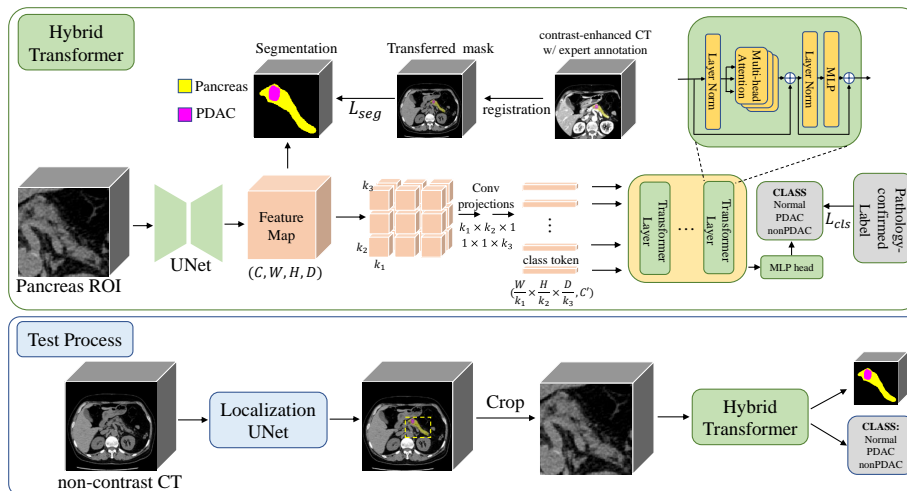 Hybrid
Transformer
Segmentation
Pancreas
PDAC
Transferred mask
contrast-enhanced CT
w/ expert annotation
L_seg
registration
Layer Norm
Multi-head
Attention
Layer Norm
MLP
Pancreas ROI
UNet
Feature
Map
(C, W, H, D)
k_3
k_2
k_1
Conv
projections
k_1 × k_2 × 1
1 × 1 × k_3
class token
(W/k_1 × H/k_2 × D/k_3, C')
Transformer
Layer
...
Transformer
Layer
CLASS
Normal
PDAC
nonPDAC
MLP head
L_cls
Pathology-
confirmed
Label
Test Process
non-contrast CT
Localization
UNet
Crop
Hybrid
Transformer
CLASS:
Normal
PDAC
nonPDAC